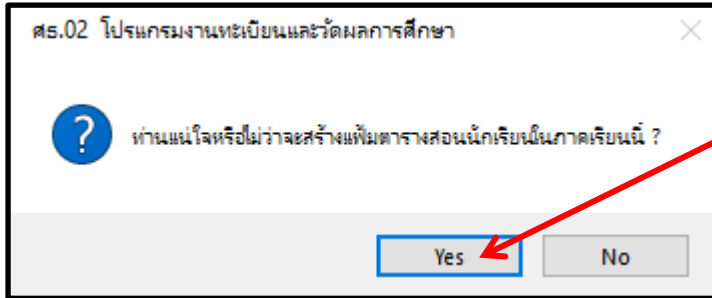 ศธ.02 โปรแกรมงานทะเบียนและวัดผลการศึกษา
ท่านแน่ใจหรือไม่ว่าจะสร้างแฟ้มตารางสอนนักเรียนในภาคเรียนนี้ ?
Yes
No